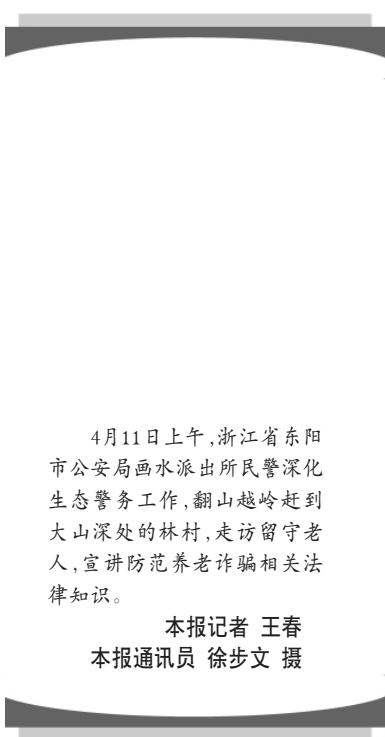 4月11日上午,浙江省东阳
市公安局画水派出所民警深化
生态警务工作,翻山越岭赶到
大山深处的林村,走访留守老
人,宣讲防范养老诈骗相关法
律知识。
本报记者 王春
本报通讯员 徐步文 摄